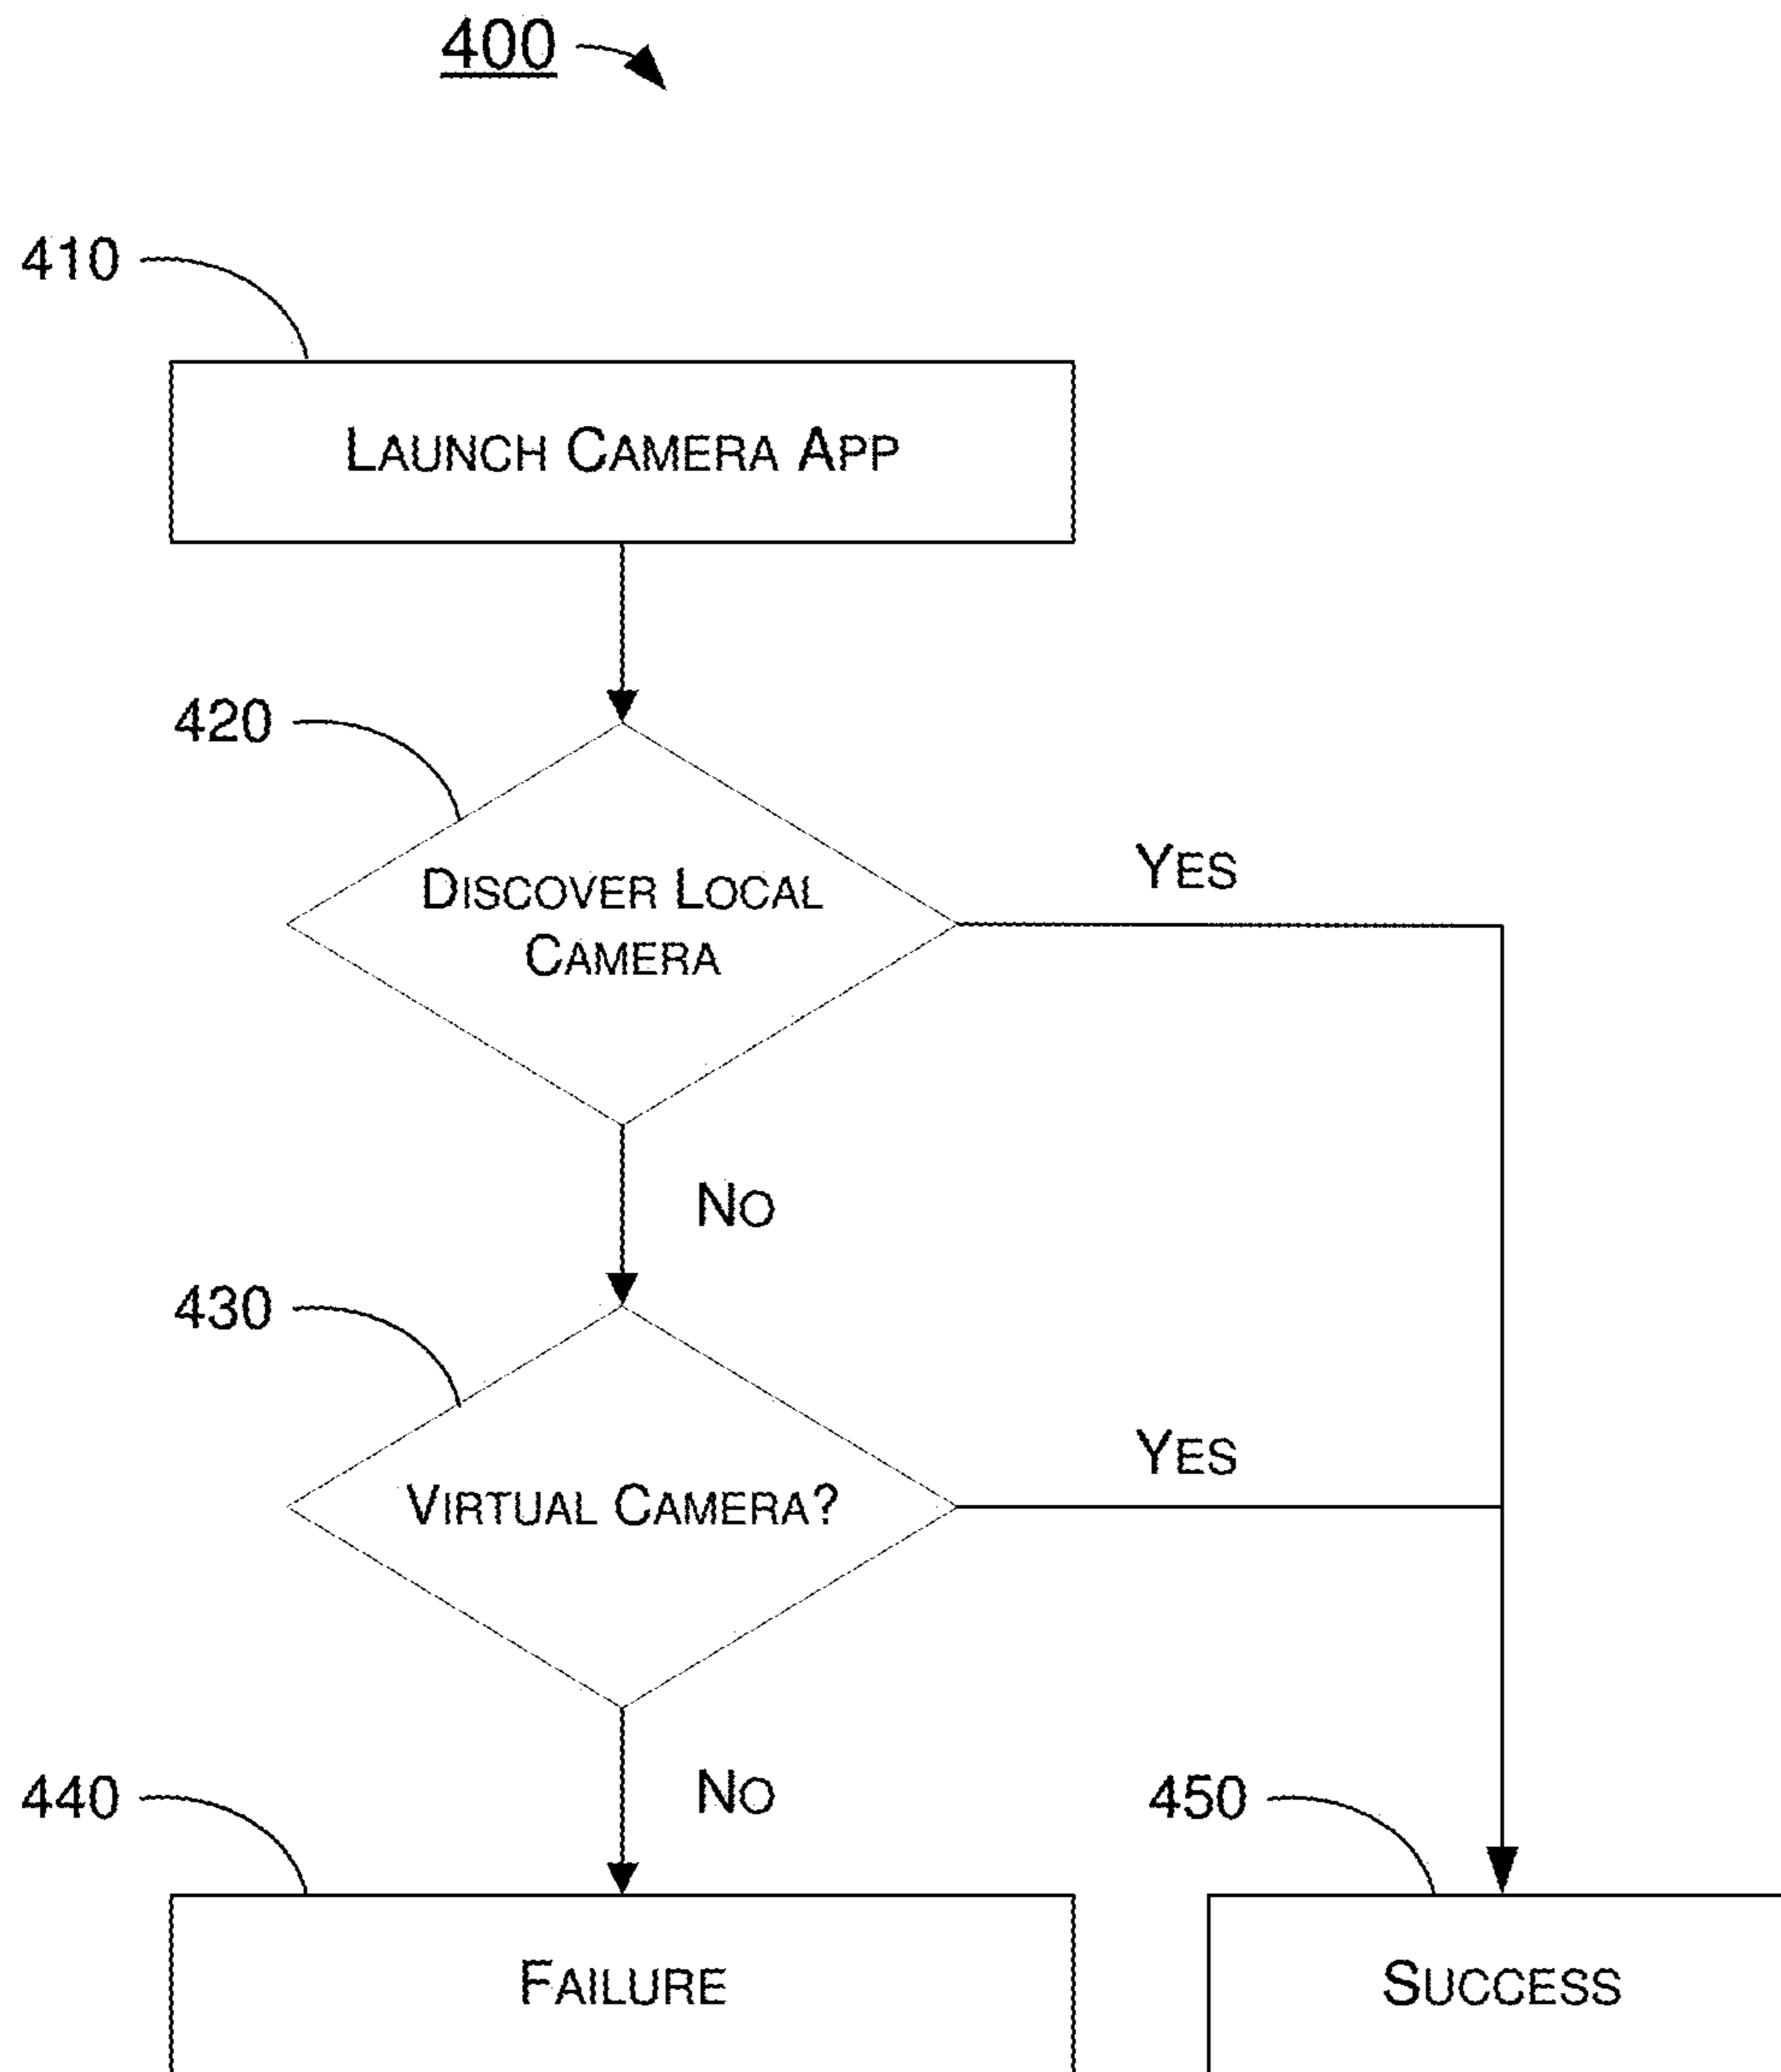 400
410
LAUNCH CAMERA APP
420
DISCOVER LOCAL
CAMERA
YES
NO
430
VIRTUAL CAMERA?
YES
NO
440
450
FAILURE
SUCCESS